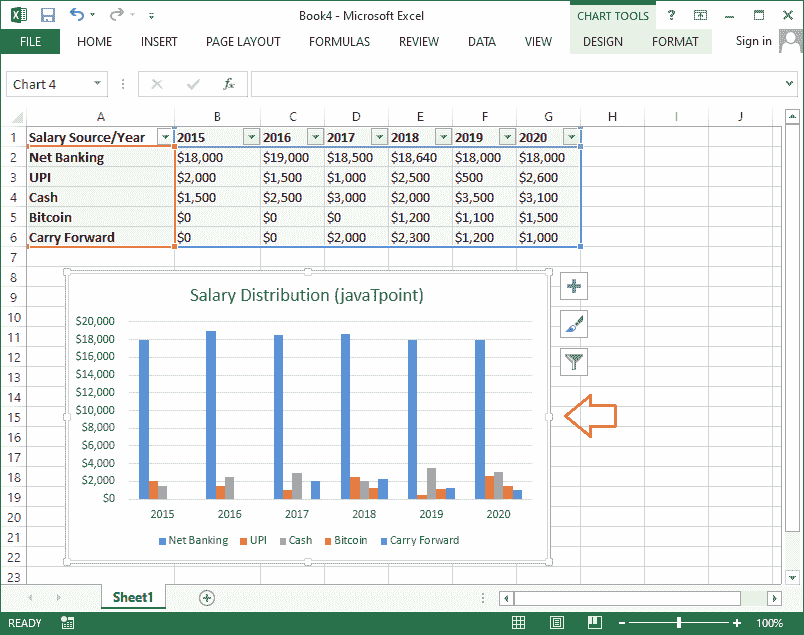 Book4 - Microsoft Excel
CHART TOOLS
?
FILE HOME INSERT PAGE LAYOUT FORMULAS REVIEW DATA VIEW DESIGN FORMAT Sign in
Chart 4 fx
A B C D E F G H I J
1 Salary Source/Year 2015 2016 2017 2018 2019 2020
2 Net Banking $18,000 $19,000 $18,500 $18,640 $18,000 $18,000
3 UPI $2,000 $1,500 $1,000 $2,500 $500 $2,600
4 Cash $1,500 $2,500 $3,000 $2,000 $3,500 $3,100
5 Bitcoin $0 $0 $0 $1,200 $1,100 $1,500
6 Carry Forward $0 $0 $2,000 $2,300 $1,200 $1,000
7
8
9
10
11
12
13
14
15
16
17
18
19
20
21
22
23
Salary Distribution (javaTpoint)
$20,000
$18,000
$16,000
$14,000
$12,000
$10,000
$8,000
$6,000
$4,000
$2,000
$0
2015 2016 2017 2018 2019 2020
Net Banking UPI Cash Bitcoin Carry Forward
Sheet1
READY 100%